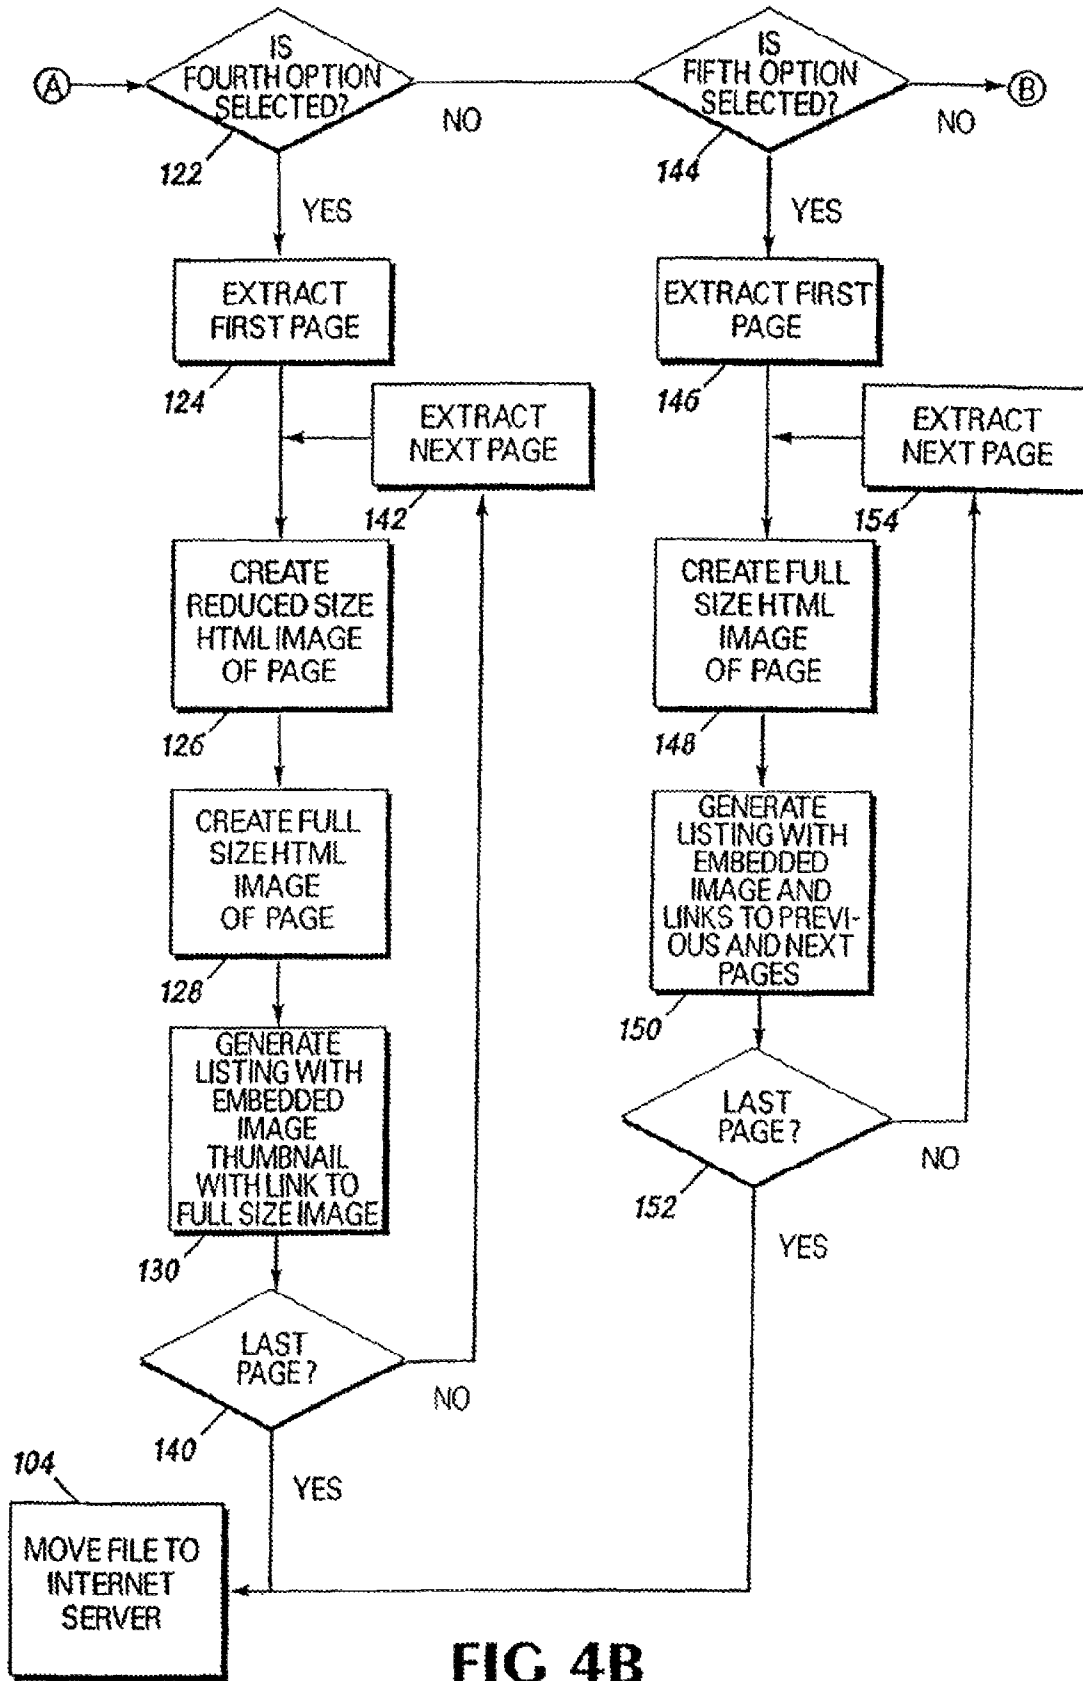 A
IS
FOURTH OPTION
SELECTED?
NO
122
YES
IS
FIFTH OPTION
SELECTED?
NO
B
144
YES
EXTRACT
FIRST PAGE
124
EXTRACT
NEXT PAGE
142
CREATE
REDUCED SIZE
HTML IMAGE
OF PAGE
126
CREATE FULL
SIZE HTML
IMAGE
OF PAGE
128
GENERATE
LISTING WITH
EMBEDDED
IMAGE
THUMBNAIL
WITH LINK TO
FULL SIZE IMAGE
130
LAST
PAGE?
NO
140
YES
EXTRACT FIRST
PAGE
146
EXTRACT
NEXT PAGE
154
CREATE FULL
SIZE HTML
IMAGE
OF PAGE
148
GENERATE
LISTING WITH
EMBEDDED
IMAGE AND
LINKS TO PREVI-
OUS AND NEXT
PAGES
150
LAST
PAGE?
NO
152
YES
104
MOVE FILE TO
INTERNET
SERVER
FIG 4B